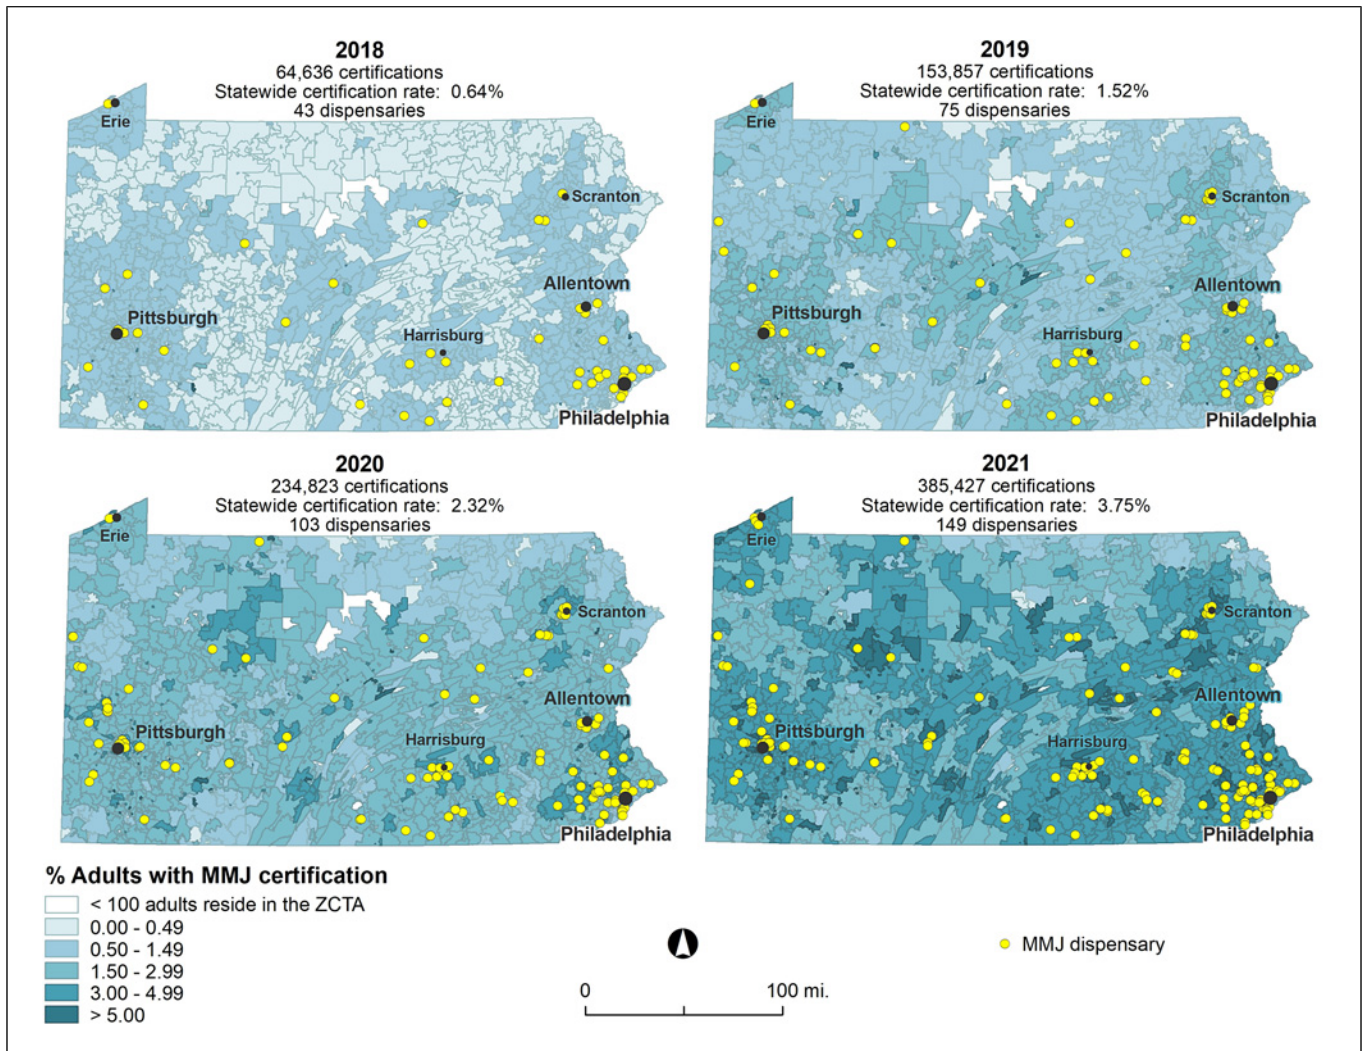 2018
64,636 certifications
Statewide certification rate: 0.64%
43 dispensaries
Erie
Scranton
Allentown
Pittsburgh
Harrisburg
Philadelphia
2019
153,857 certifications
Statewide certification rate: 1.52%
75 dispensaries
Erie
Scranton
Allentown
Pittsburgh
Harrisburg
Philadelphia
2020
234,823 certifications
Statewide certification rate: 2.32%
103 dispensaries
Erie
Scranton
Allentown
Pittsburgh
Harrisburg
Philadelphia
2021
385,427 certifications
Statewide certification rate: 3.75%
149 dispensaries
Erie
Scranton
Allentown
Pittsburgh
Harrisburg
Philadelphia
% Adults with MMJ certification
< 100 adults reside in the ZCTA
0.00 - 0.49
0.50 - 1.49
1.50 - 2.99
3.00 - 4.99
> 5.00
0 100 mi.
MMJ dispensary